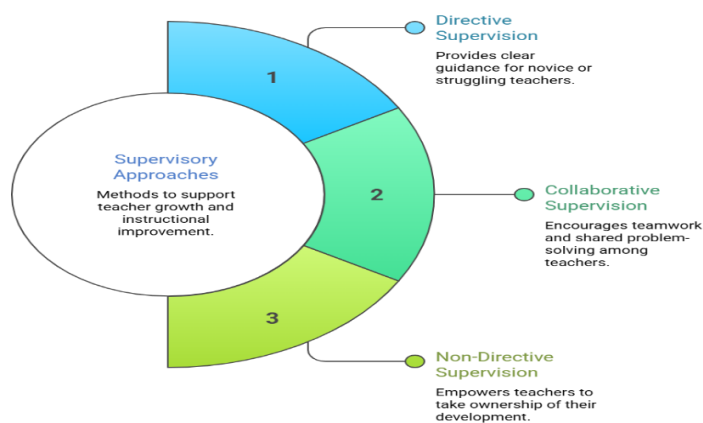 Supervisory
Approaches
Methods to support
teacher growth and
instructional
improvement.
1
Directive
Supervision
Provides clear
guidance for novice or
struggling teachers.
2
Collaborative
Supervision
Encourages teamwork
and shared problem-
solving among
teachers.
3
Non-Directive
Supervision
Empowers teachers to
take ownership of their
development.